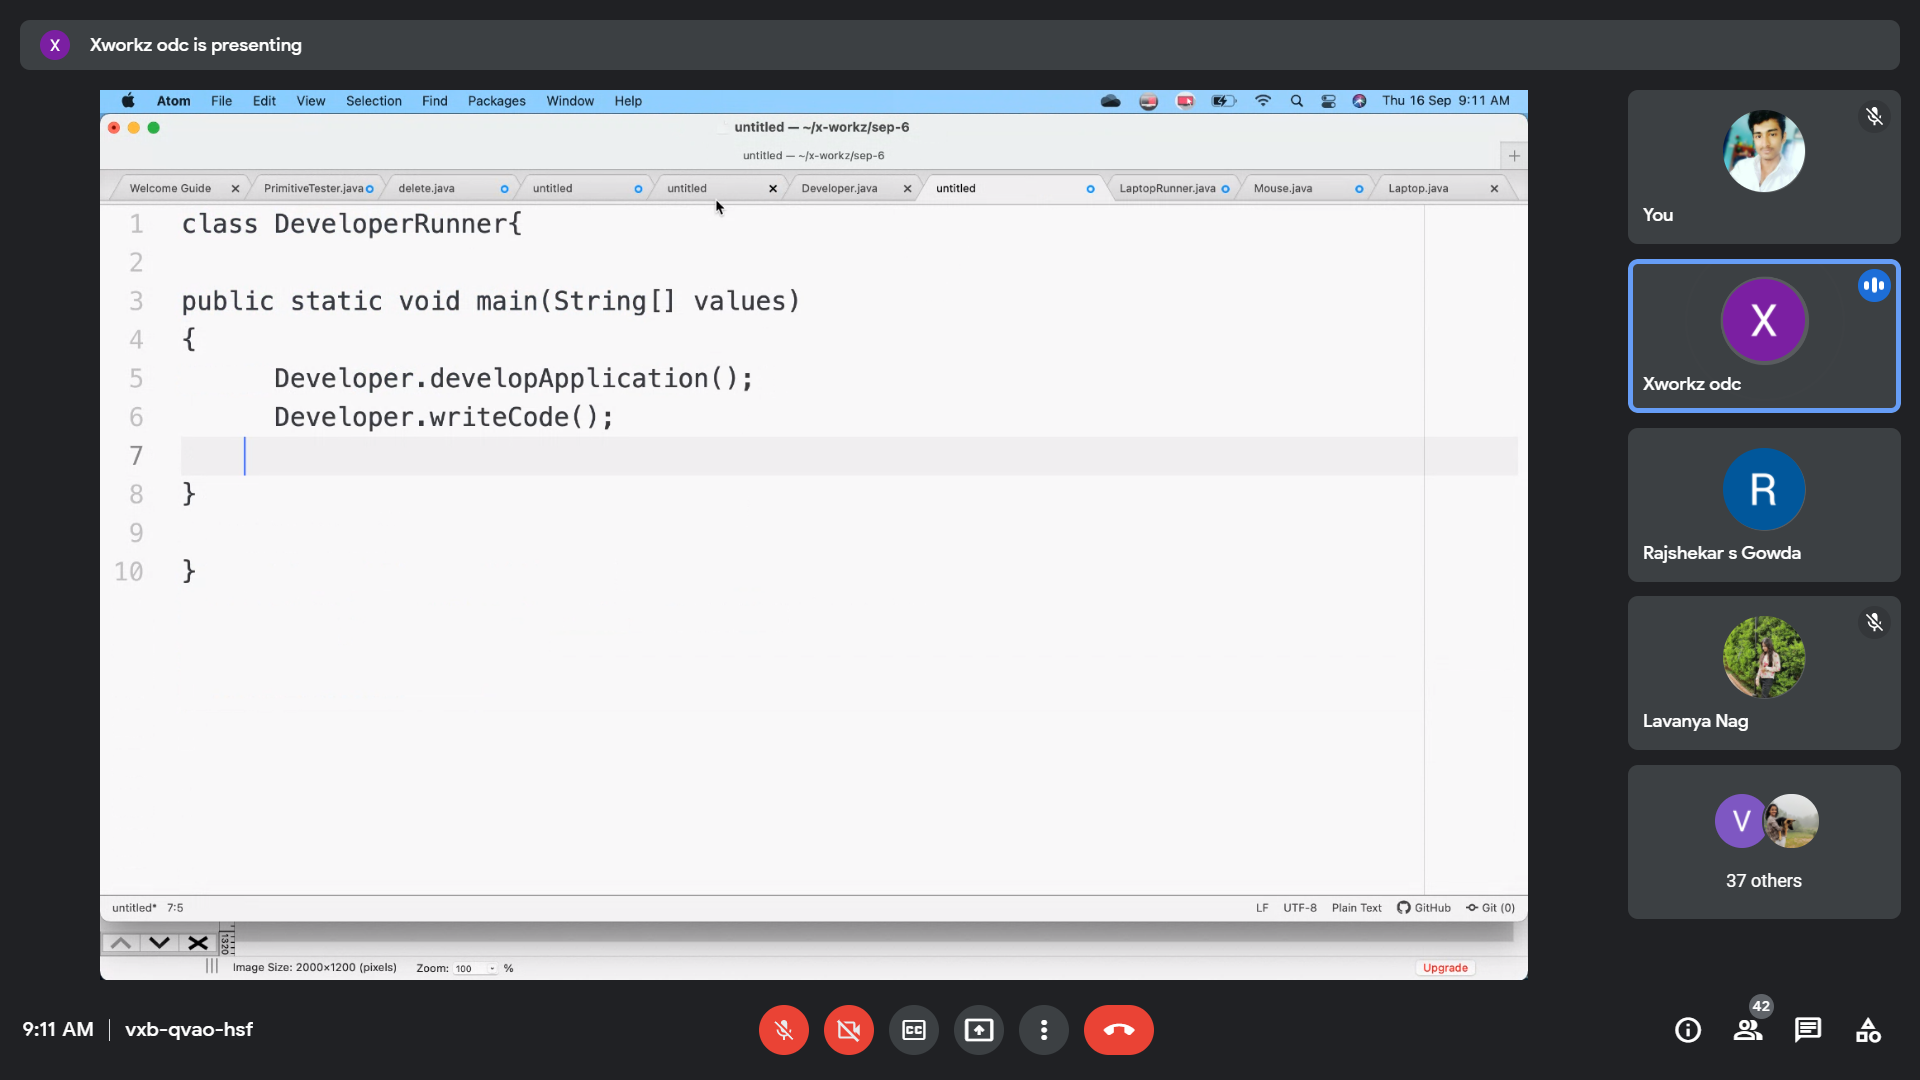 X Xworkz odc is presenting
Atom File Edit View Selection Find Packages Window Help Thu 16 Sep 9:11 AM
untitled — ~/x-workz/sep-6
untitled — ~/x-workz/sep-6
Welcome Guide PrimitiveTester.java delete.java untitled untitled Developer.java untitled LaptopRunner.java Mouse.java Laptop.java
1 class DeveloperRunner{
2
3 public static void main(String[] values)
4 {
5 Developer.developApplication();
6 Developer.writeCode();
7
8 }
9
10 }
untitled* 7:5 LF UTF-8 Plain Text GitHub Git (0)
1320
Image Size: 2000×1200 (pixels) Zoom: 100 % Upgrade
You
X
Xworkz odc
R
Rajshekar s Gowda
Lavanya Nag
V
37 others
9:11 AM vxb-qvao-hsf
CC
42